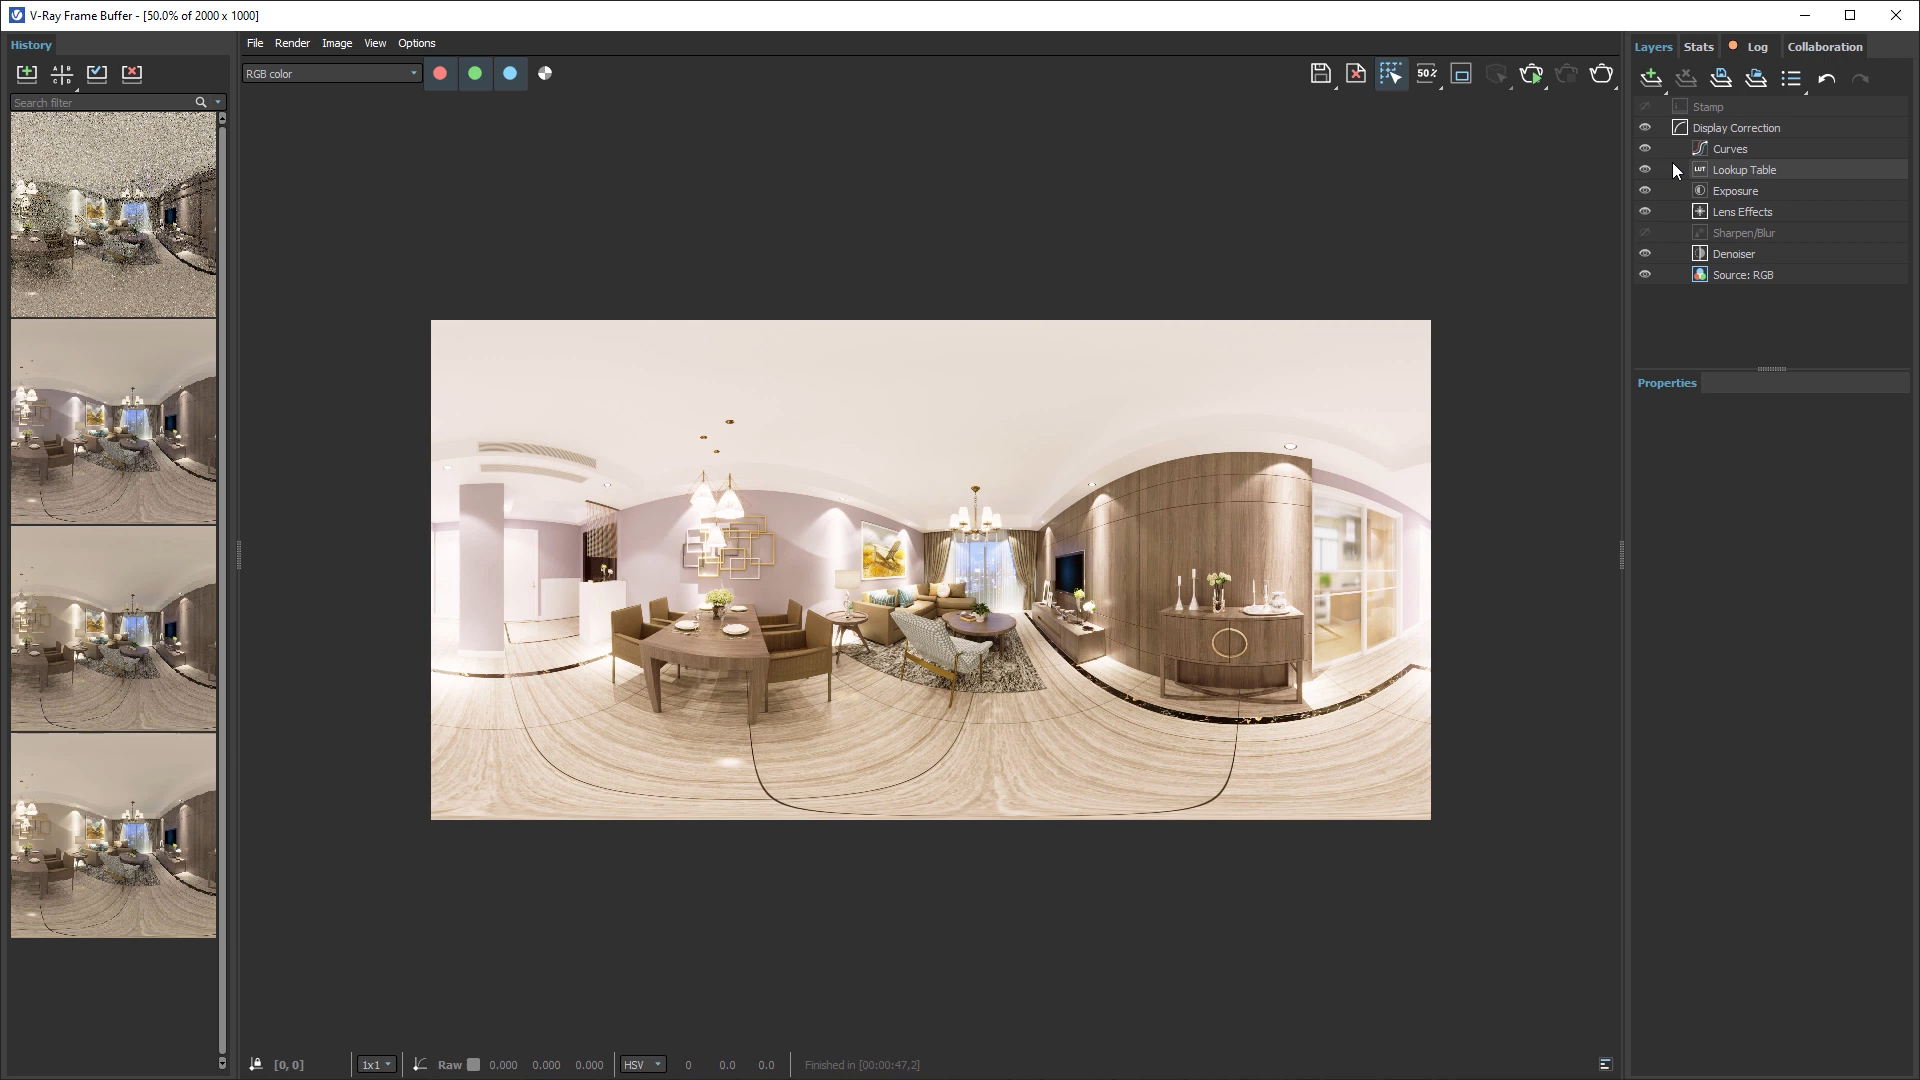 V-Ray Frame Buffer - [50.0% of 2000 x 1000]
History
File Render Image View Options
Layers Stats Log Collaboration
RGB color
A B
C D
50%
Search filter
Stamp
Display Correction
Curves
LUT Lookup Table
Exposure
Lens Effects
Sharpen/Blur
Denoiser
Source: RGB
Properties
[0, 0]
1x1
Raw 0.000 0.000 0.000
HSV 0 0.0 0.0
Finished in [00:00:47,2]